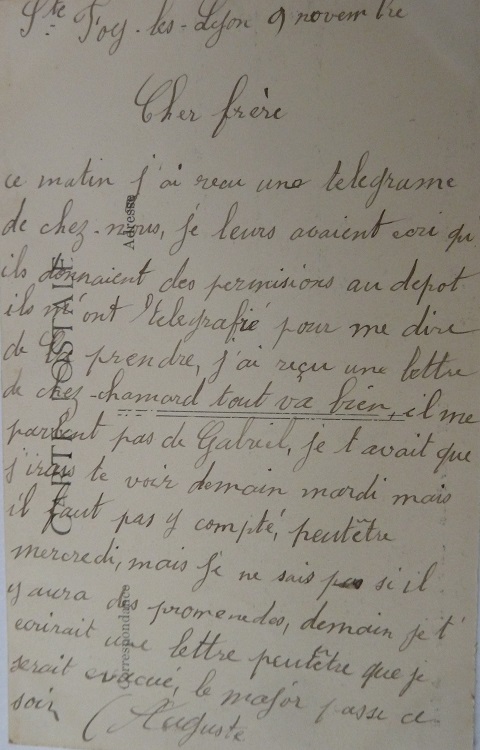 Ste Foy-les-Lyon 9 novembre
Cher frère
ce matin j'ai recu une telegrame
de chez-nous, je leurs avaient ecri qu
ils donnaient des permisions au depot
ils m'ont telegrafié pour me dire
de la prendre, j'ai reçu une lettre
de chez-chamard tout va bien, il me
parlent pas de Gabriel, je t avait que
j'irais te voir demain mardi mais
il faut pas y compté, peutêtre
mercredi, mais je ne sais pas si il
y aura des promenedes, demain je t'
ecrirait une lettre peutêtre que je
serait evacué, le major passe ce
soir Auguste
CARTE POSTALE
Adresse
Correspondance